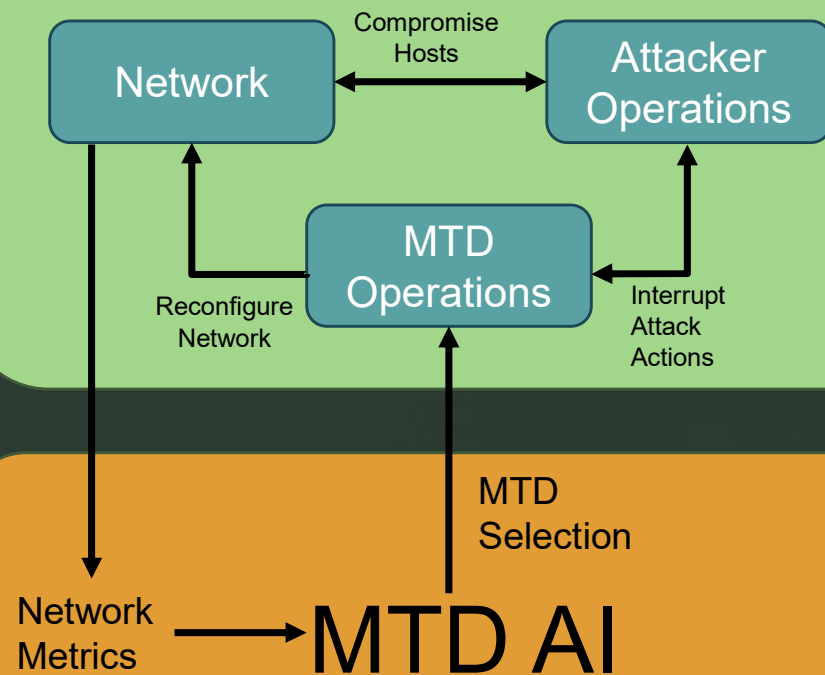 Compromise
Hosts
Network
Attacker
Operations
MTD
Operations
Reconfigure
Network
Interrupt
Attack
Actions
MTD
Selection
Network
Metrics
MTD AI